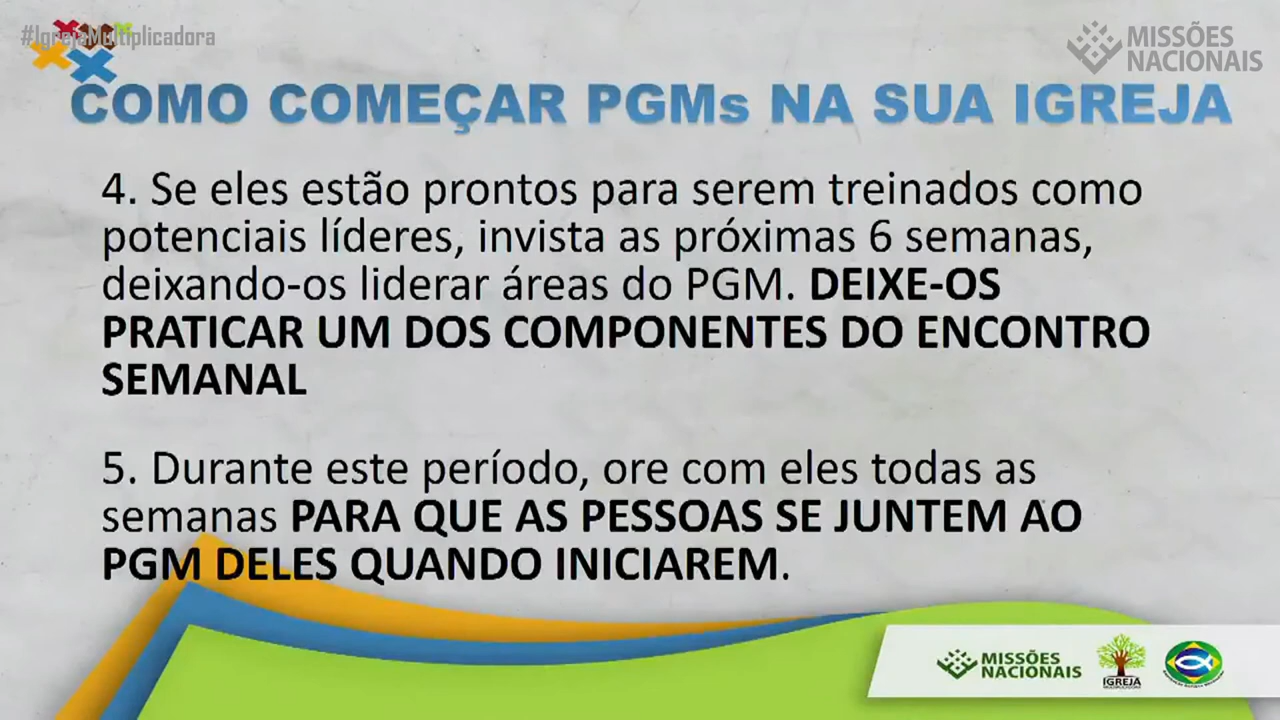 #IgrejaMultiplicadora
MISSÕES
NACIONAIS
COMO COMEÇAR PGMs NA SUA IGREJA
4. Se eles estão prontos para serem treinados como
potenciais líderes, invista as próximas 6 semanas,
deixando-os liderar áreas do PGM. DEIXE-OS
PRATICAR UM DOS COMPONENTES DO ENCONTRO
SEMANAL
5. Durante este período, ore com eles todas as
semanas PARA QUE AS PESSOAS SE JUNTEM AO
PGM DELES QUANDO INICIAREM.
MISSÕES
NACIONAIS
IGREJA